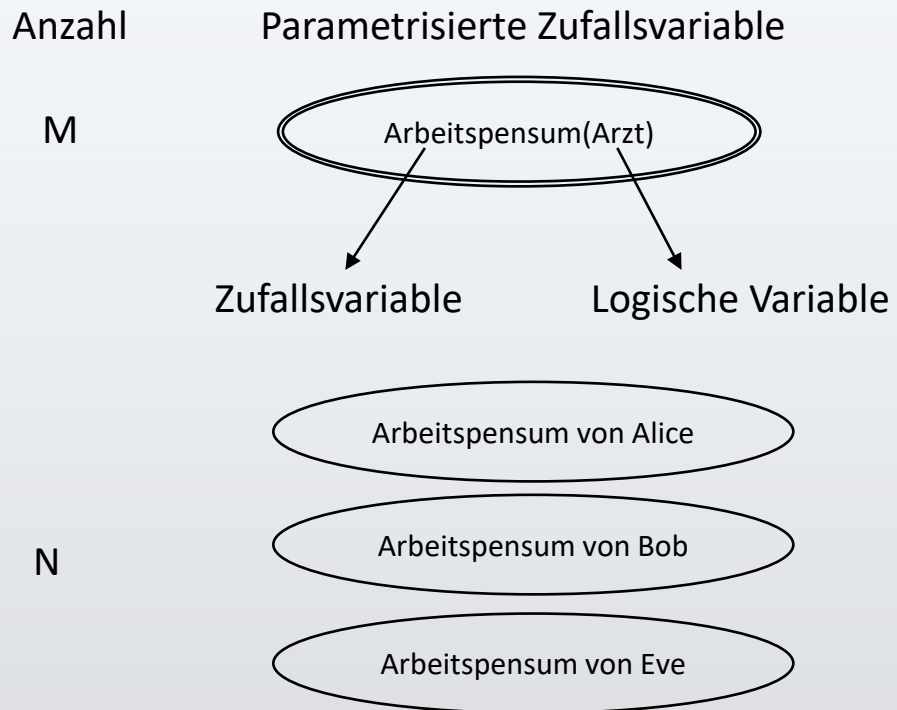 Anzahl Parametrisierte Zufallsvariable
M Arbeitspensum(Arzt)
Zufallsvariable Logische Variable
Arbeitspensum von Alice
Arbeitspensum von Bob
N
Arbeitspensum von Eve